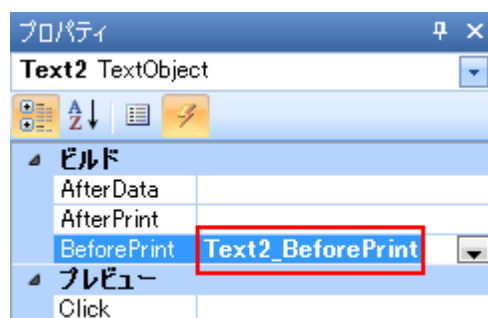 プロパティ
Text2 TextObject
ビルド
AfterData
AfterPrint
BeforePrint Text2_BeforePrint
プレビュー
Click